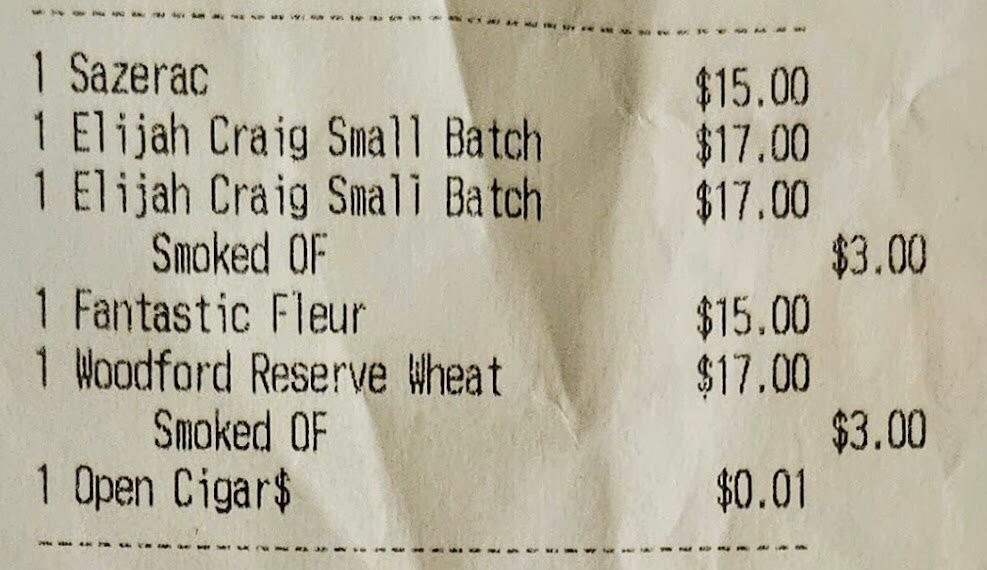 1 Sazerac $15.00
1 Elijah Craig Small Batch $17.00
1 Elijah Craig Small Batch $17.00
Smoked OF $3.00
1 Fantastic Fleur $15.00
1 Woodford Reserve Wheat $17.00
Smoked OF $3.00
1 Open Cigar$ $0.01